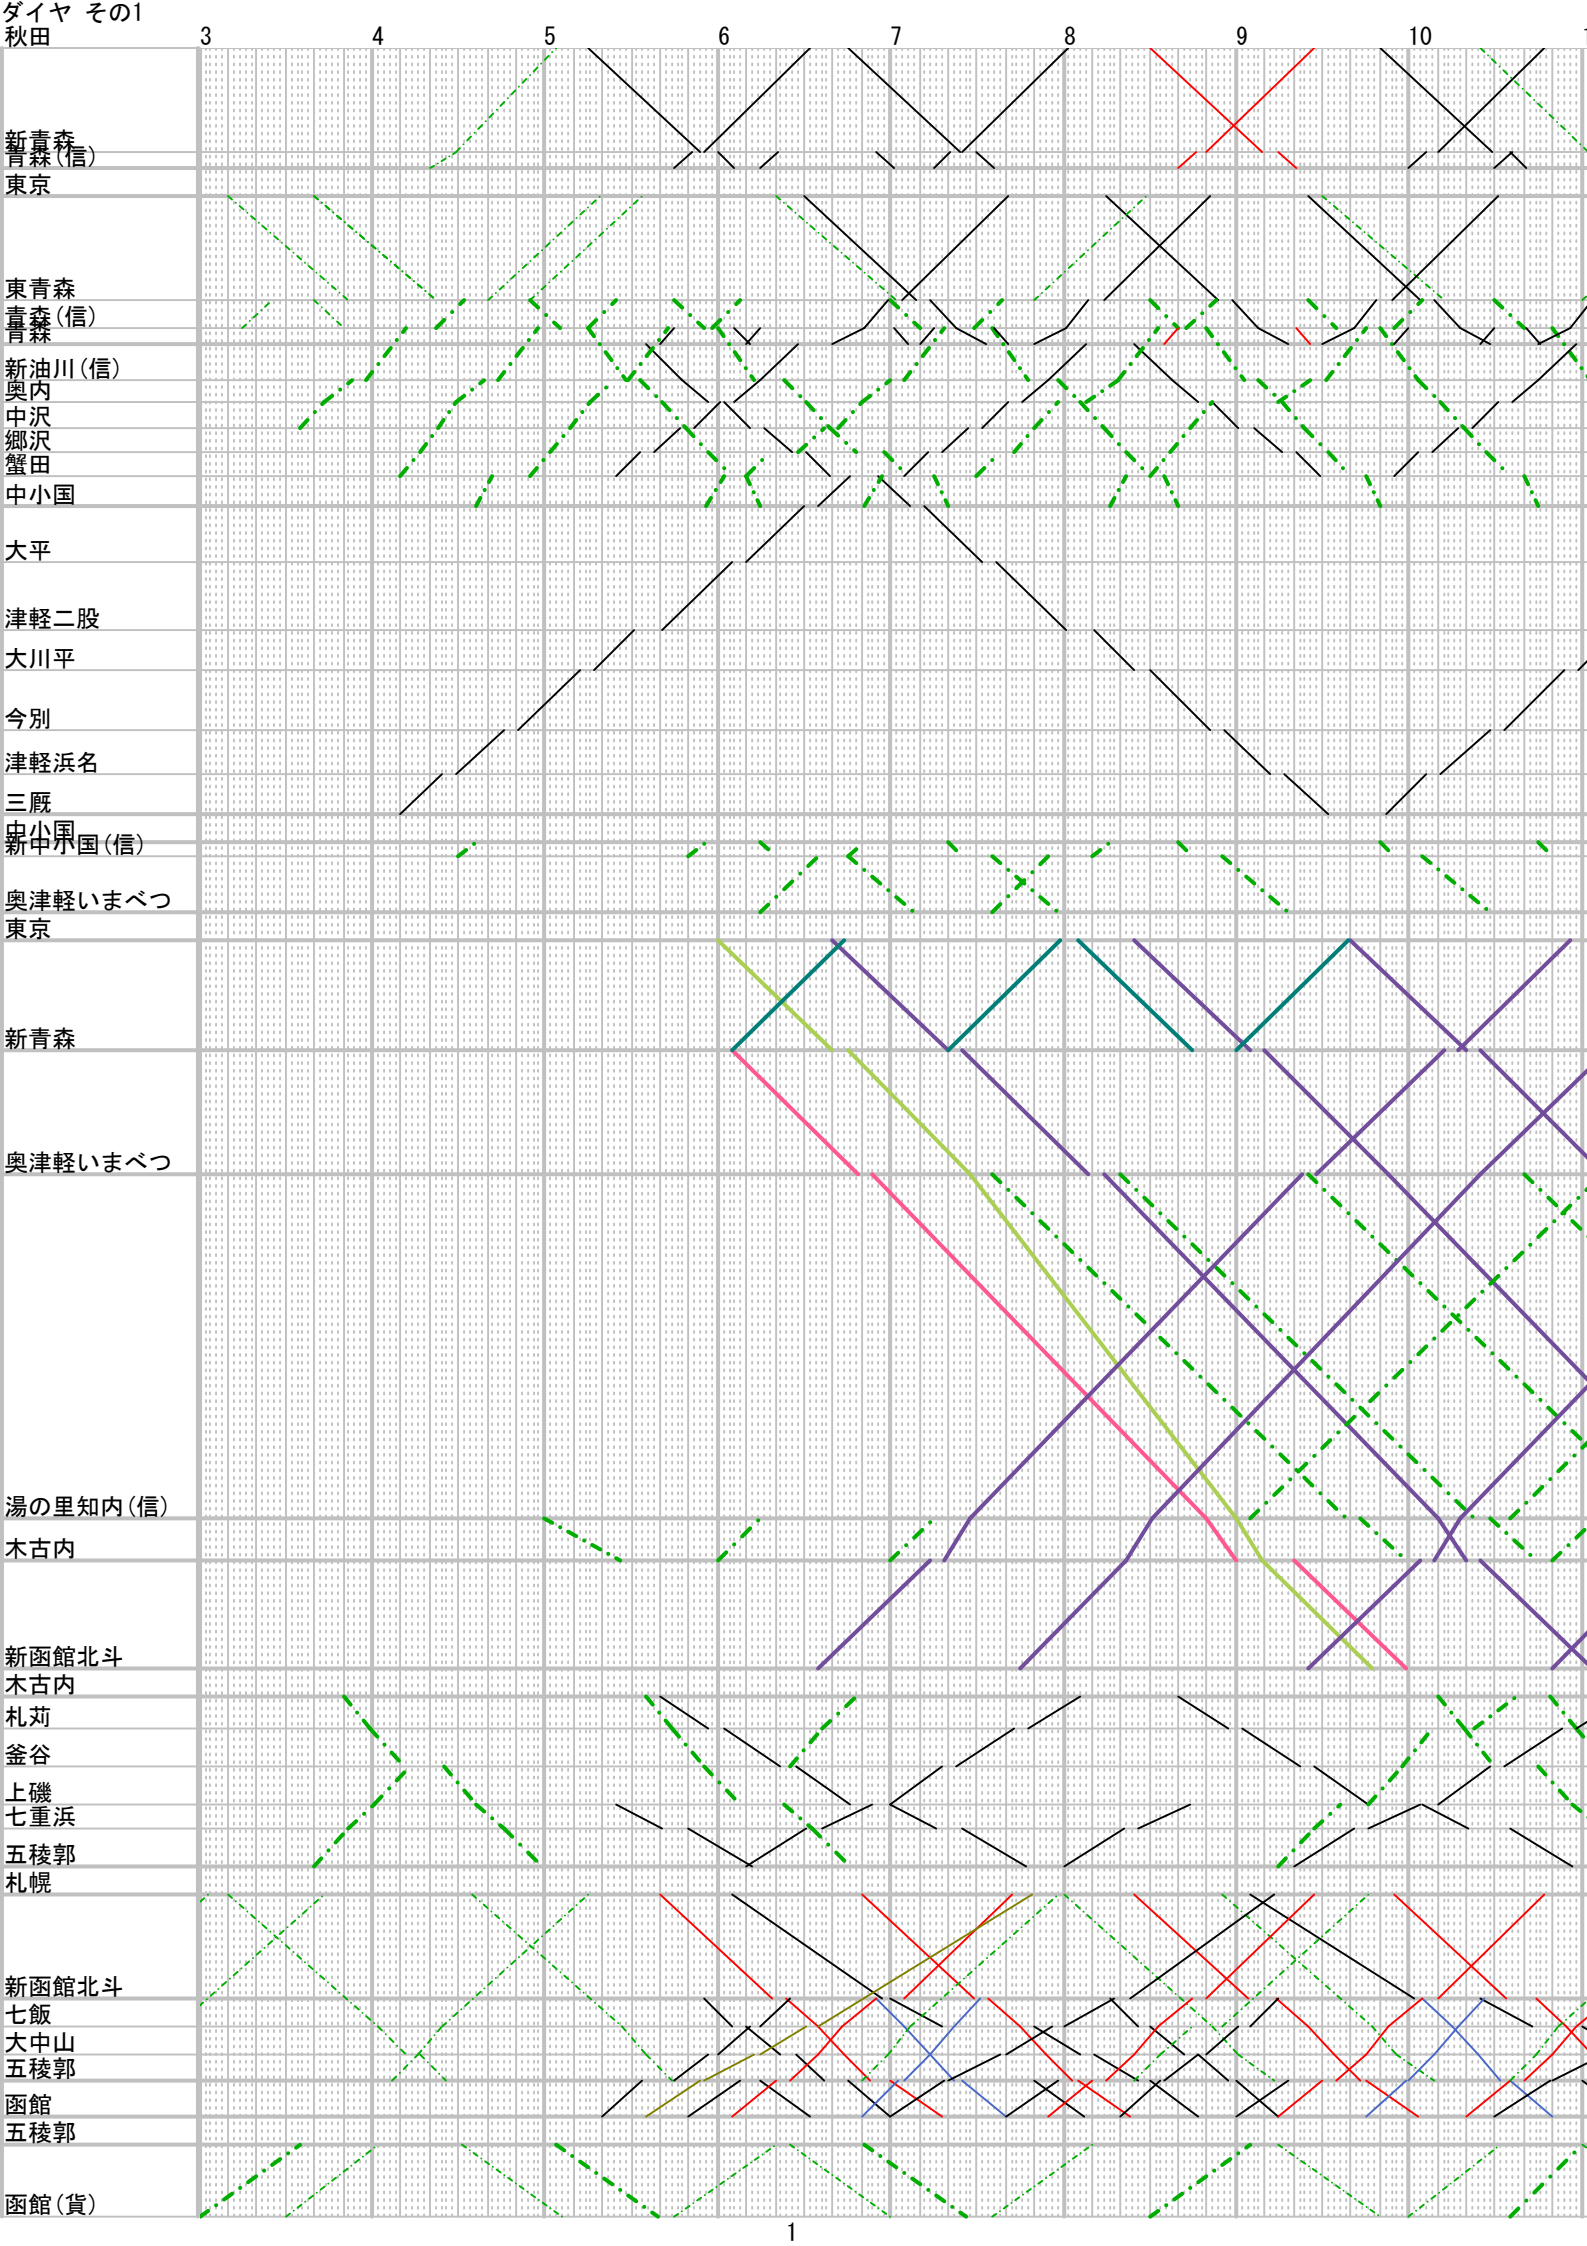 ダイヤ その1
秋田 3 4 5 6 7 8 9 10 1
新青森
青森(信)
東京
東青森
青森(信)
青森
新油川(信)
奥内
中沢
郷沢
蟹田
中小国
大平
津軽二股
大川平
今別
津軽浜名
三厩
中小国
新中小国(信)
奥津軽いまべつ
東京
新青森
奥津軽いまべつ
湯の里知内(信)
木古内
新函館北斗
木古内
札苅
釜谷
上磯
七重浜
五稜郭
札幌
新函館北斗
七飯
大中山
五稜郭
函館
五稜郭
函館(貨)
1